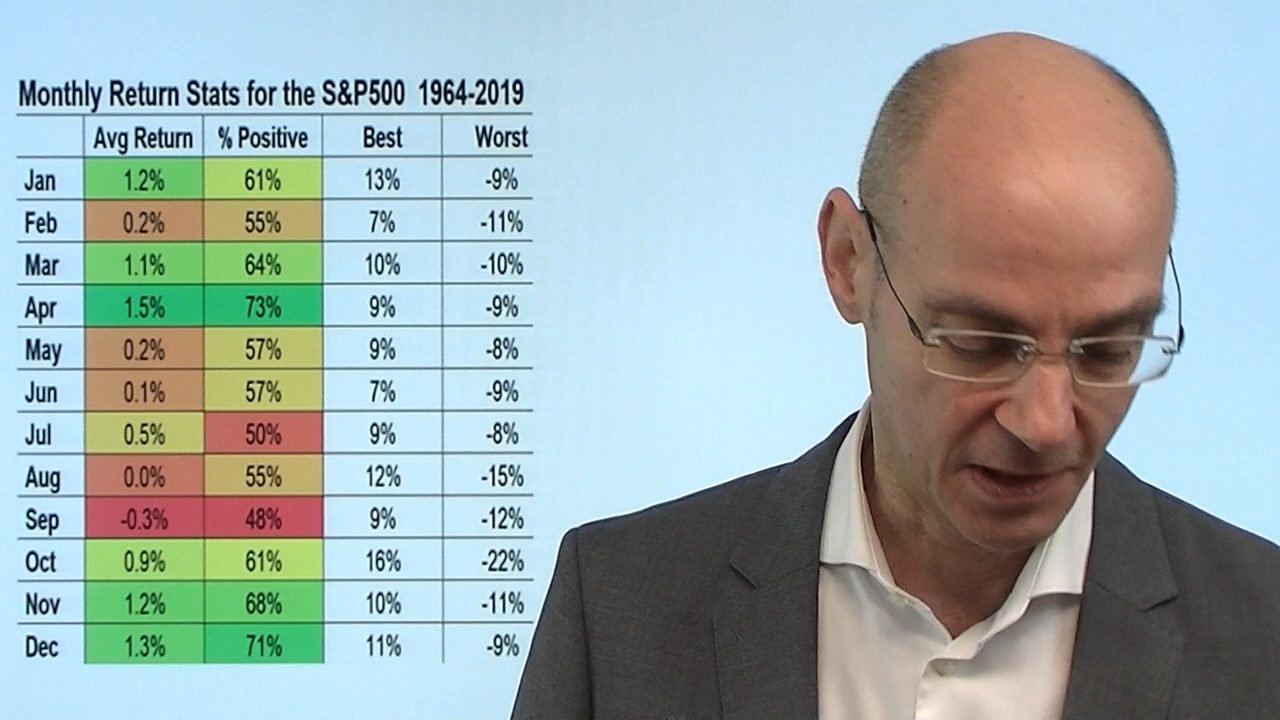 Monthly Return Stats for the S&P500 1964-2019
Avg Return % Positive Best Worst
Jan 1.2% 61% 13% -9%
Feb 0.2% 55% 7% -11%
Mar 1.1% 64% 10% -10%
Apr 1.5% 73% 9% -9%
May 0.2% 57% 9% -8%
Jun 0.1% 57% 7% -9%
Jul 0.5% 50% 9% -8%
Aug 0.0% 55% 12% -15%
Sep -0.3% 48% 9% -12%
Oct 0.9% 61% 16% -22%
Nov 1.2% 68% 10% -11%
Dec 1.3% 71% 11% -9%